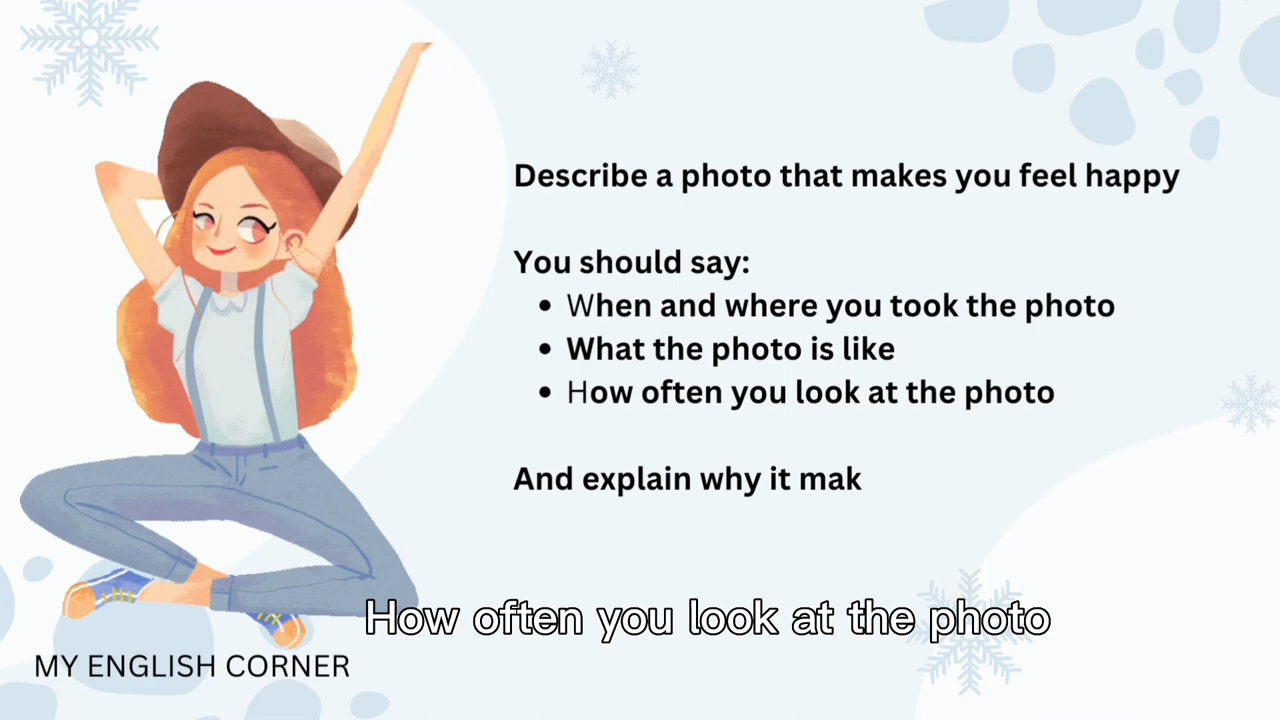 Describe a photo that makes you feel happy
You should say:
• When and where you took the photo
• What the photo is like
• How often you look at the photo
And explain why it mak
How often you look at the photo
MY ENGLISH CORNER